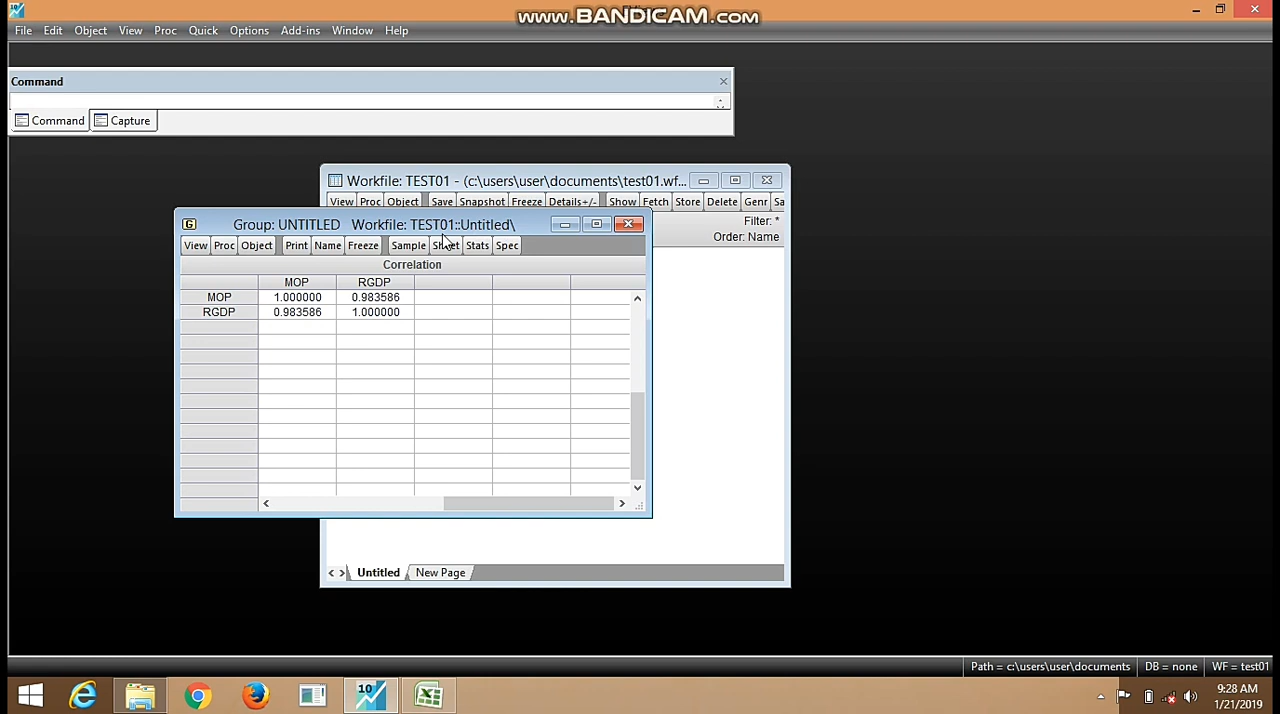 www.BANDICAM.com
File Edit Object View Proc Quick Options Add-ins Window Help
Command
Command Capture
Workfile: TEST01 - (c:\users\user\documents\test01.wf...
View Proc Object Save Snapshot Freeze Details+/- Show Fetch Store Delete Genr Sa
Filter: *
Order: Name
Group: UNTITLED Workfile: TEST01::Untitled\
View Proc Object Print Name Freeze Sample Sheet Stats Spec
Correlation
MOP RGDP
MOP 1.000000 0.983586
RGDP 0.983586 1.000000
Untitled New Page
Path = c:\users\user\documents DB = none WF = test01
10
9:28 AM
1/21/2019